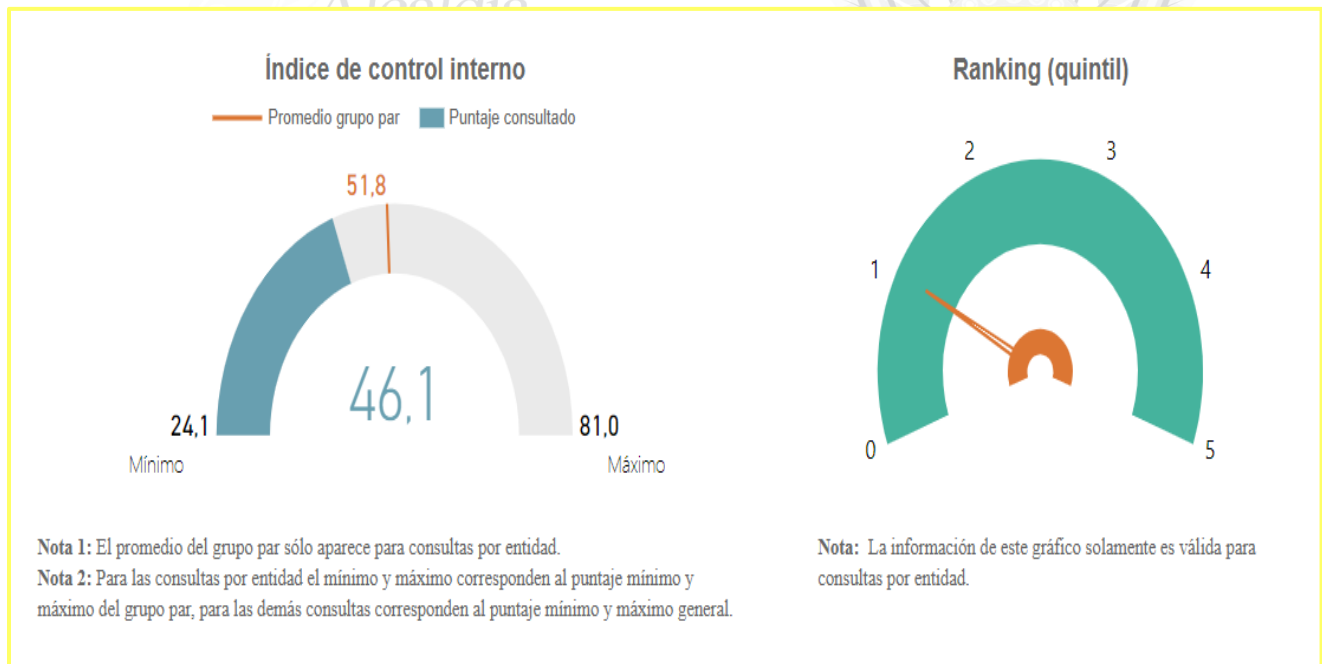 Alcaldía
Índice de control interno
Promedio grupo par Puntaje consultado
51,8
46,1
24,1
Mínimo
81,0
Máximo
Nota 1: El promedio del grupo par sólo aparece para consultas por entidad.
Nota 2: Para las consultas por entidad el mínimo y máximo corresponden al puntaje mínimo y
máximo del grupo par, para las demás consultas corresponden al puntaje mínimo y máximo general.
Ranking (quintil)
0
1
2
3
4
5
Nota: La información de este gráfico solamente es válida para
consultas por entidad.